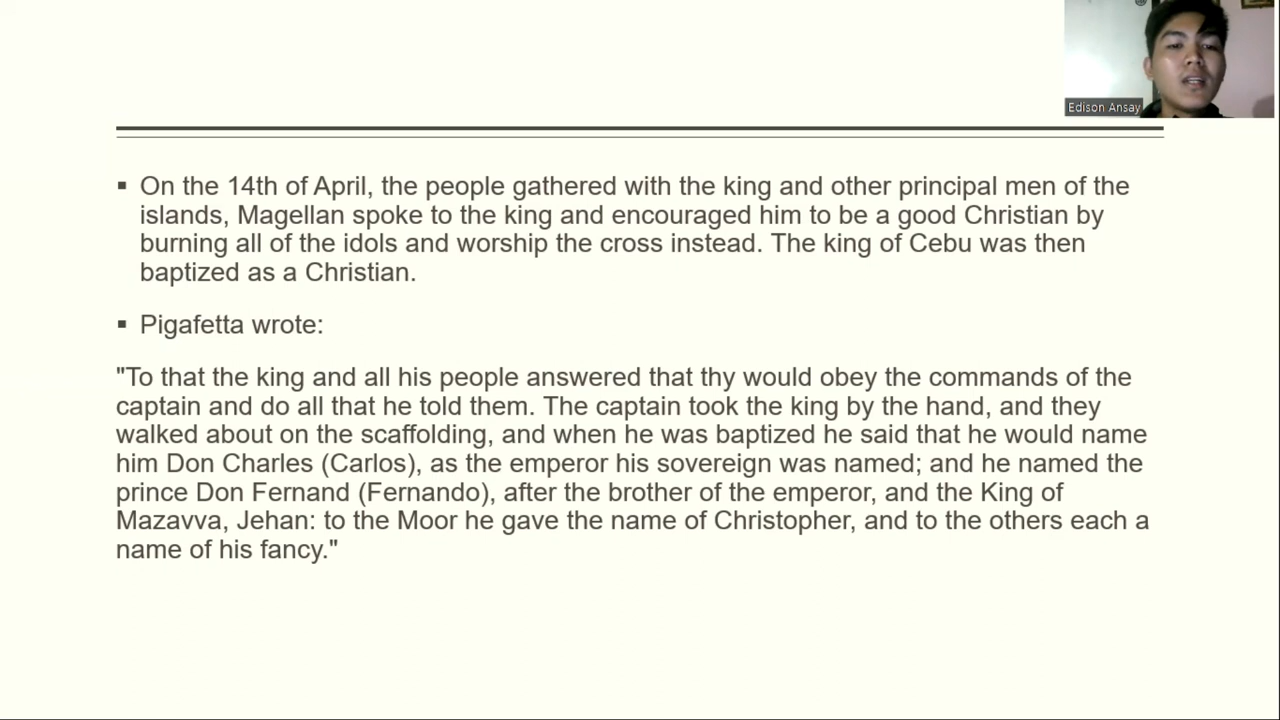 Edison Ansay
▪ On the 14th of April, the people gathered with the king and other principal men of the
islands, Magellan spoke to the king and encouraged him to be a good Christian by
burning all of the idols and worship the cross instead. The king of Cebu was then
baptized as a Christian.
▪ Pigafetta wrote:
"To that the king and all his people answered that thy would obey the commands of the
captain and do all that he told them. The captain took the king by the hand, and they
walked about on the scaffolding, and when he was baptized he said that he would name
him Don Charles (Carlos), as the emperor his sovereign was named; and he named the
prince Don Fernand (Fernando), after the brother of the emperor, and the King of
Mazavva, Jehan: to the Moor he gave the name of Christopher, and to the others each a
name of his fancy."